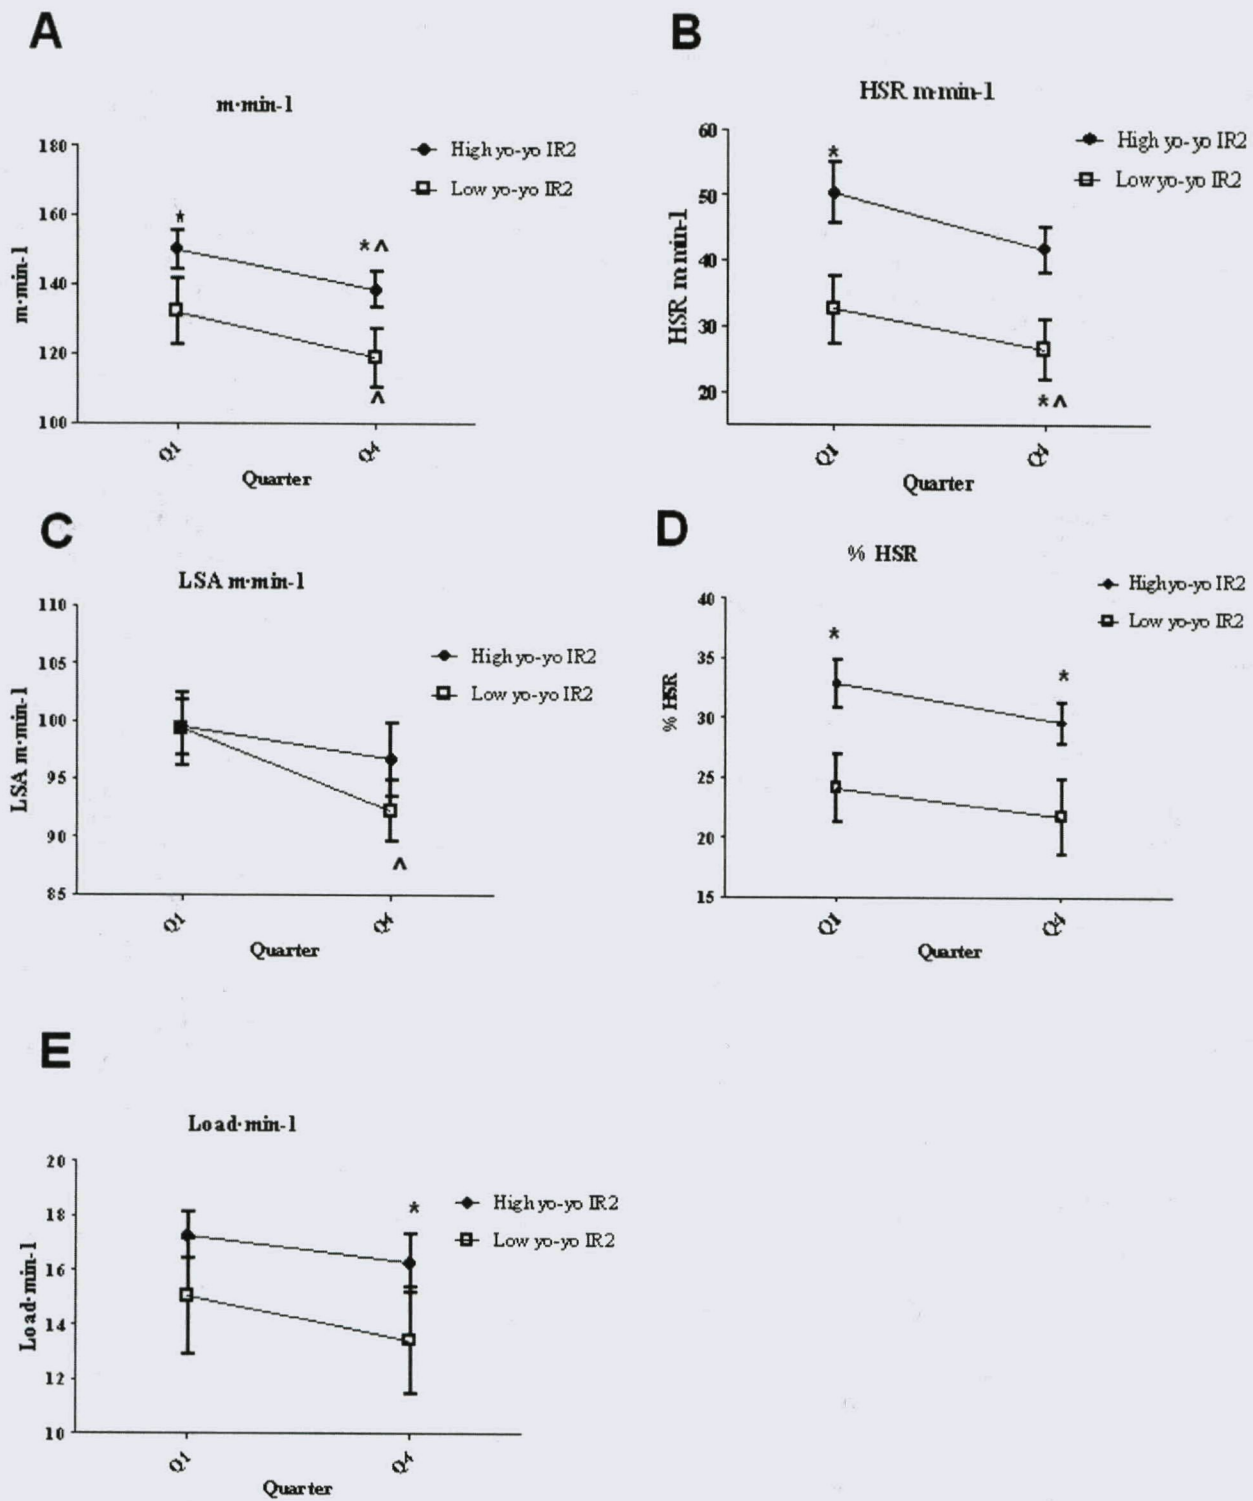 A
m·min-1
180
160
140
120
100
m·min-1
*
*^
^
Q1
Q4
Quarter
High yo-yo IR2
Low yo-yo IR2
B
HSR m·min-1
60
50
40
30
20
HSR m·min-1
*
*^
Q1
Q4
Quarter
High yo-yo IR2
Low yo-yo IR2
C
LSA m·min-1
110
105
100
95
90
85
LSA m·min-1
^
Q1
Q4
Quarter
High yo-yo IR2
Low yo-yo IR2
D
% HSR
40
35
30
25
20
15
% HSR
*
*
Q1
Q4
Quarter
High yo-yo IR2
Low yo-yo IR2
E
Load·min-1
20
18
16
14
12
10
Load·min-1
*
Q1
Q4
Quarter
High yo-yo IR2
Low yo-yo IR2